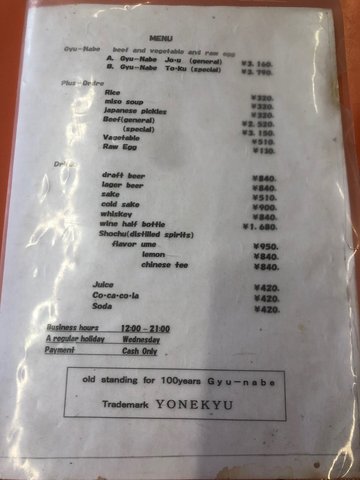 MENU
Gyu-Nabe beef and vegetable and raw egg
A. Gyu-Nabe Jo-u (general) ¥3,160.
B. Gyu-Nabe To-Ku (special) ¥3,790.
Plus-Ordre
Rice ¥320.
miso soup ¥320.
japanese pickles ¥320.
Beef(general) ¥2,520.
(special) ¥3,150.
Vegetable ¥510.
Raw Egg ¥130.
draft beer ¥840.
lager beer ¥840.
sake ¥510.
cold sake ¥900.
whiskey ¥840.
wine half bottle ¥1,680.
Shochu(distilled spirits)
flavor ume ¥950.
lemon ¥840.
chinese tee ¥840.
Juice ¥420.
Co-ca-co-la ¥420.
Soda ¥420.
Business hours 12:00-21:00
A regular holiday Wednesday
Payment Cash Only
old standing for 100years Gyu-nabe
Trademark YONEKYU